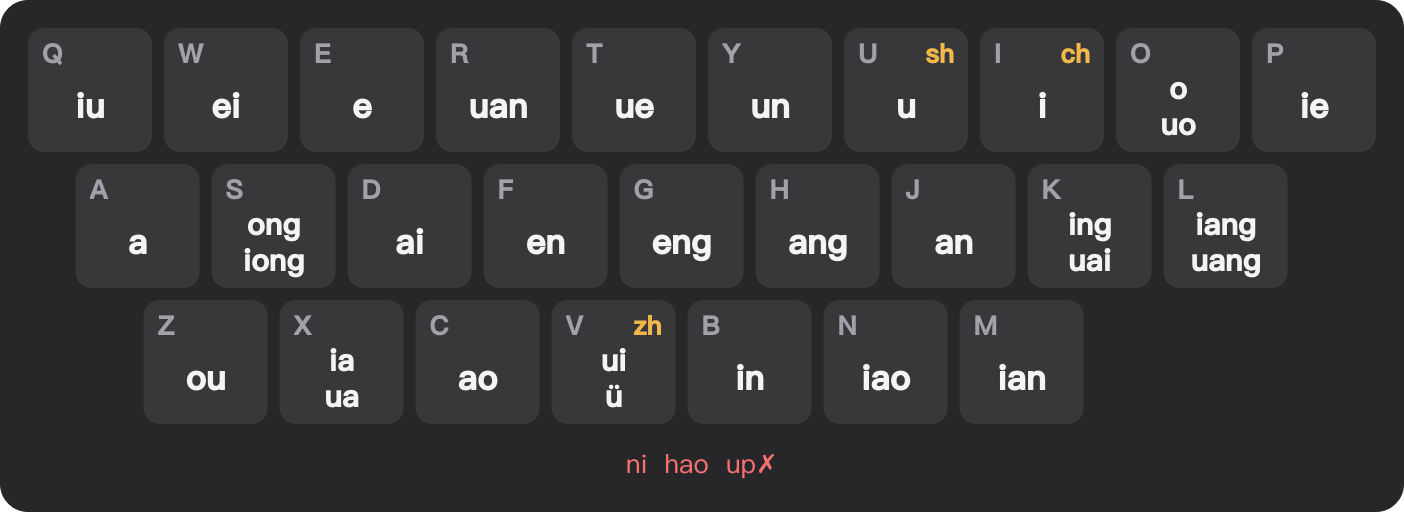 Q W E R T Y U sh I ch O P
iu ei e uan ue un u i o uo ie
A S D F G H J K L
a ong iong ai en eng ang an ing uai iang uang
Z X C V zh B N M
ou ia ua ao ui ü in iao ian
ni hao up✗